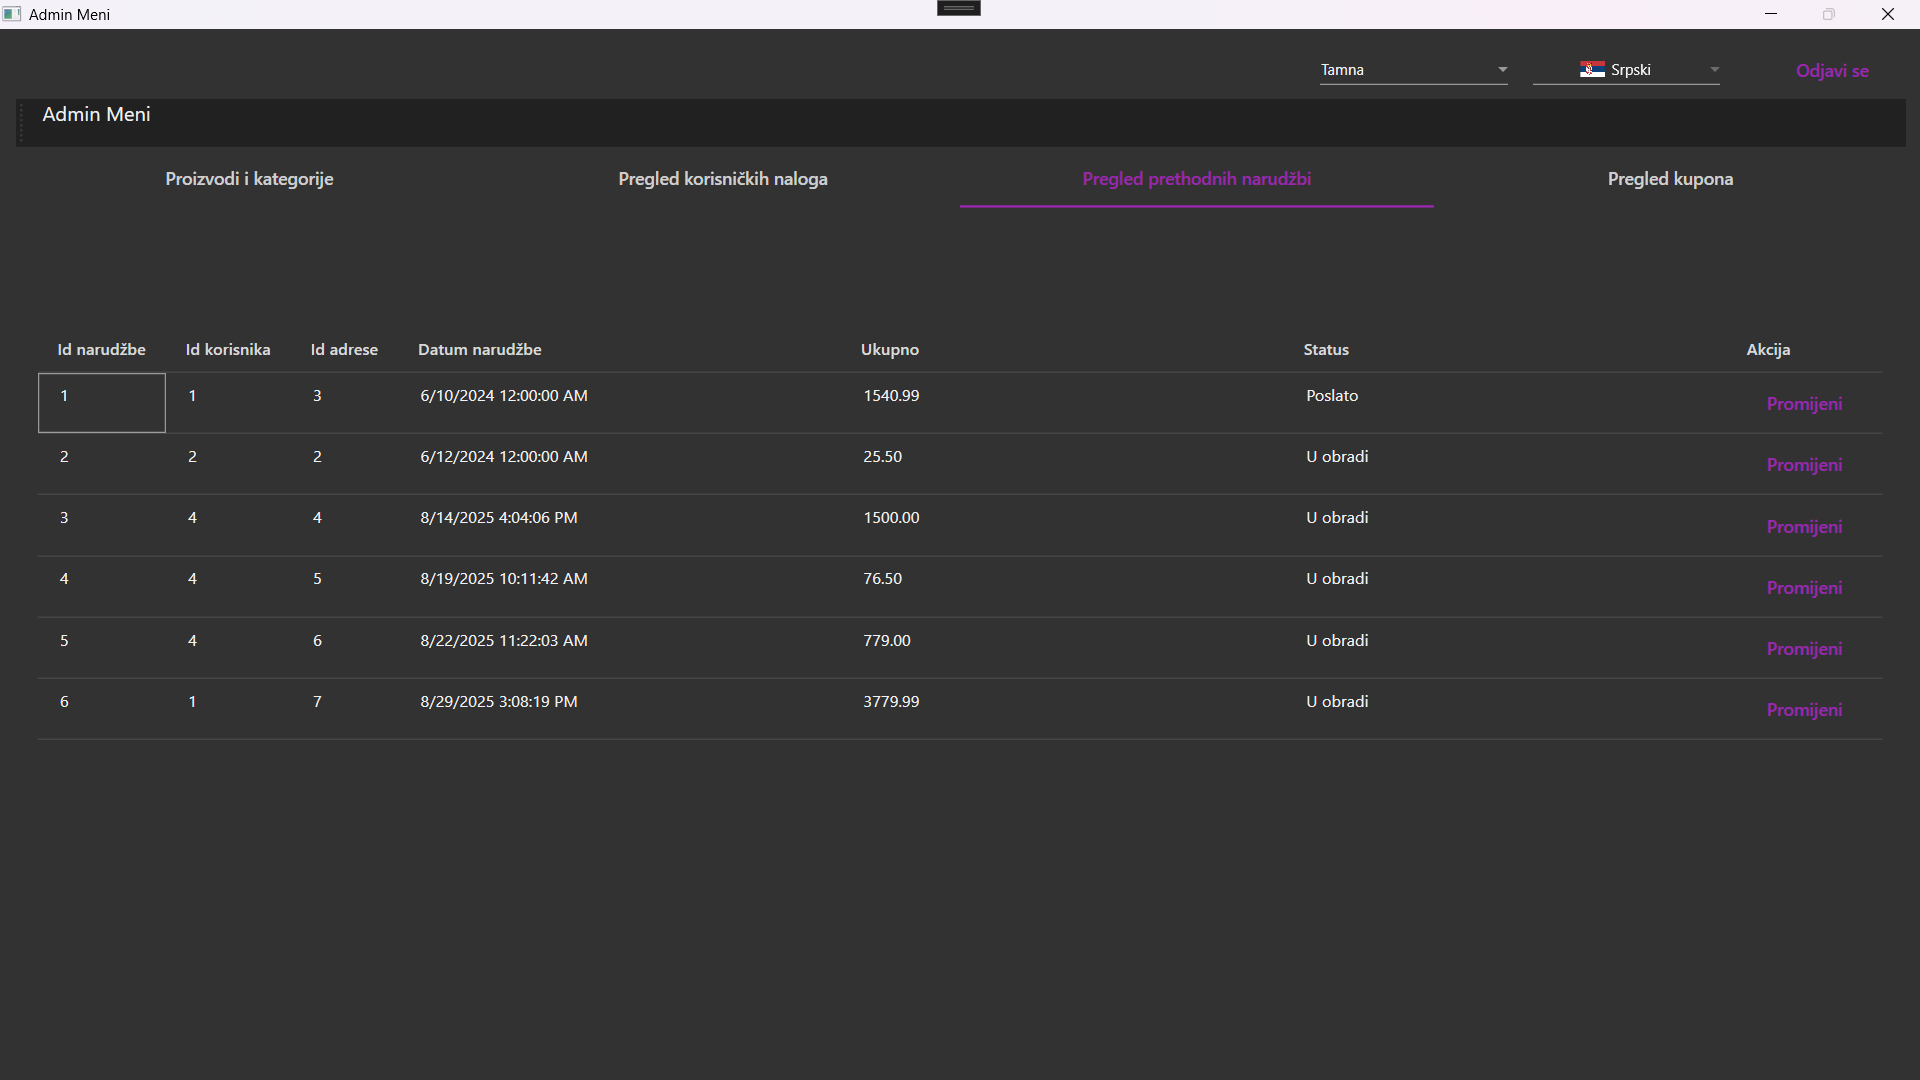 Admin Meni
Tamna Srpski Odjavi se
Admin Meni
Proizvodi i kategorije Pregled korisničkih naloga Pregled prethodnih narudžbi Pregled kupona
Id narudžbe Id korisnika Id adrese Datum narudžbe Ukupno Status Akcija
1 1 3 6/10/2024 12:00:00 AM 1540.99 Poslato Promijeni
2 2 2 6/12/2024 12:00:00 AM 25.50 U obradi Promijeni
3 4 4 8/14/2025 4:04:06 PM 1500.00 U obradi Promijeni
4 4 5 8/19/2025 10:11:42 AM 76.50 U obradi Promijeni
5 4 6 8/22/2025 11:22:03 AM 779.00 U obradi Promijeni
6 1 7 8/29/2025 3:08:19 PM 3779.99 U obradi Promijeni